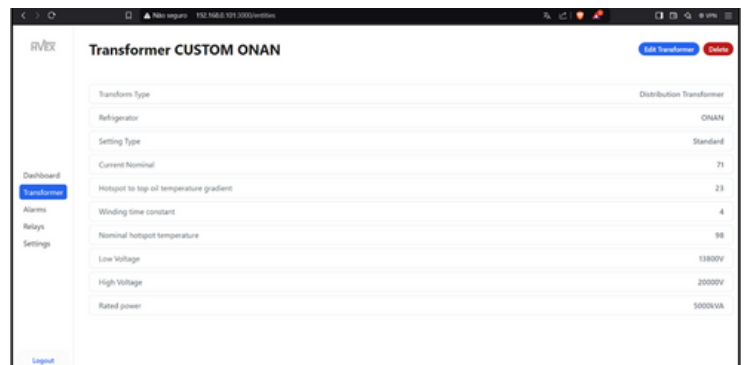 Não seguro 192.168.0.101:3000/entities
VPN
AVEX
Transformer CUSTOM ONAN
Edit Transformer
Delete
Transform Type Distribution Transformer
Refrigerator ONAN
Setting Type Standard
Current Nominal 71
Hotspot to top oil temperature gradient 23
Winding time constant 4
Nominal hotspot temperature 98
Low Voltage 13800V
High Voltage 20000V
Rated power 5000kVA
Dashboard
Transformer
Alarms
Relays
Settings
Logout